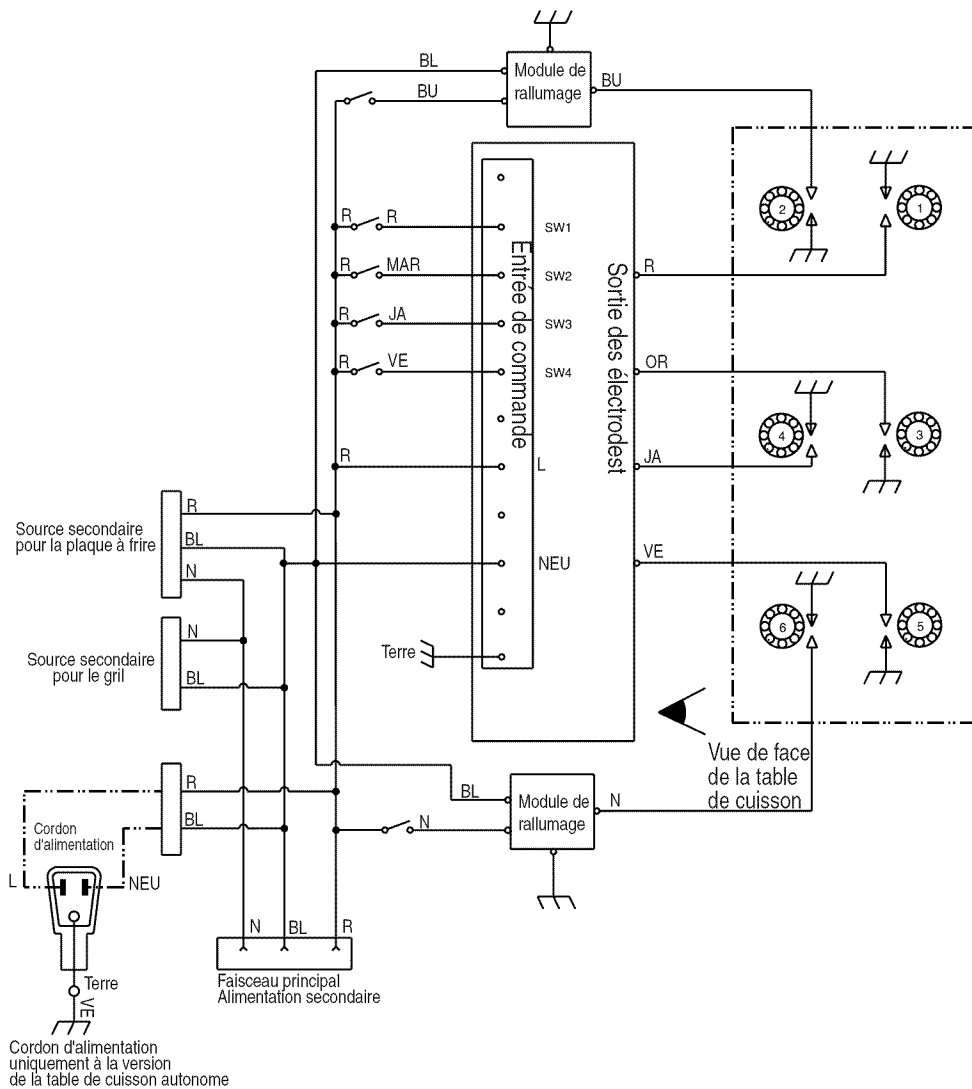 BL
Module de
rallumage
BU
BU
2
1
R
R
SW1
R
MAR
SW2
R
JA
SW3
R
VE
SW4
Entrée de commande
Sortie des électrodest
R
OR
4
3
JA
R
L
R
Source secondaire
pour la plaque à frire
BL
N
NEU
VE
6
5
N
Source secondaire
pour le gril
BL
Terre
Vue de face
de la table
de cuisson
R
BL
Module de
rallumage
N
Cordon
d'alimentation
BL
N
L
NEU
N
BL
R
Faisceau principal
Alimentation secondaire
Terre
VE
Cordon d'alimentation
uniquement à la version
de la table de cuisson autonome